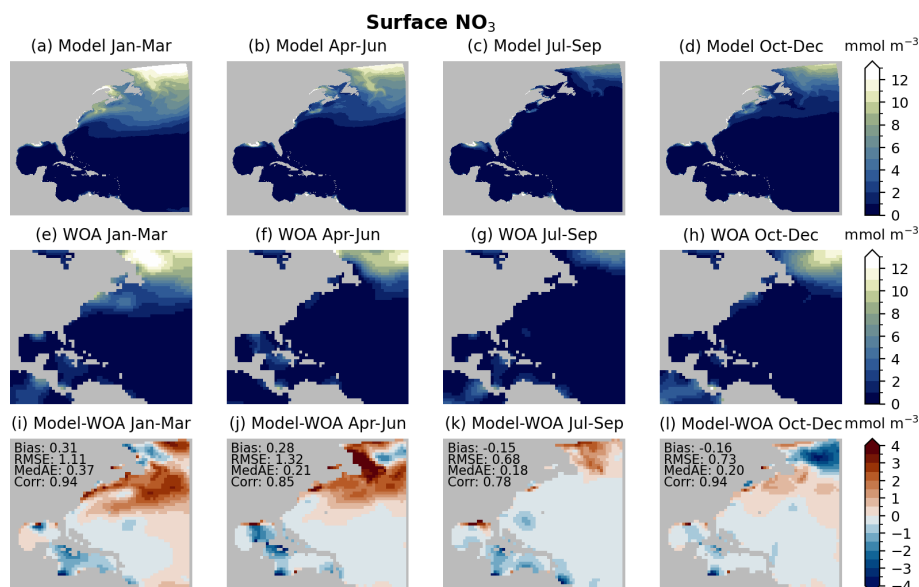 Surface NO₃
(a) Model Jan-Mar
(b) Model Apr-Jun
(c) Model Jul-Sep
(d) Model Oct-Dec
mmol m⁻³
12
10
8
6
4
2
0
(e) WOA Jan-Mar
(f) WOA Apr-Jun
(g) WOA Jul-Sep
(h) WOA Oct-Dec
mmol m⁻³
12
10
8
6
4
2
0
(i) Model-WOA Jan-Mar
(j) Model-WOA Apr-Jun
(k) Model-WOA Jul-Sep
(l) Model-WOA Oct-Dec
mmol m⁻³
Bias: 0.31
RMSE: 1.11
MedAE: 0.37
Corr: 0.94
Bias: 0.28
RMSE: 1.32
MedAE: 0.21
Corr: 0.85
Bias: -0.15
RMSE: 0.68
MedAE: 0.18
Corr: 0.78
Bias: -0.16
RMSE: 0.73
MedAE: 0.20
Corr: 0.94
4
3
2
1
0
−1
−2
−3
−4